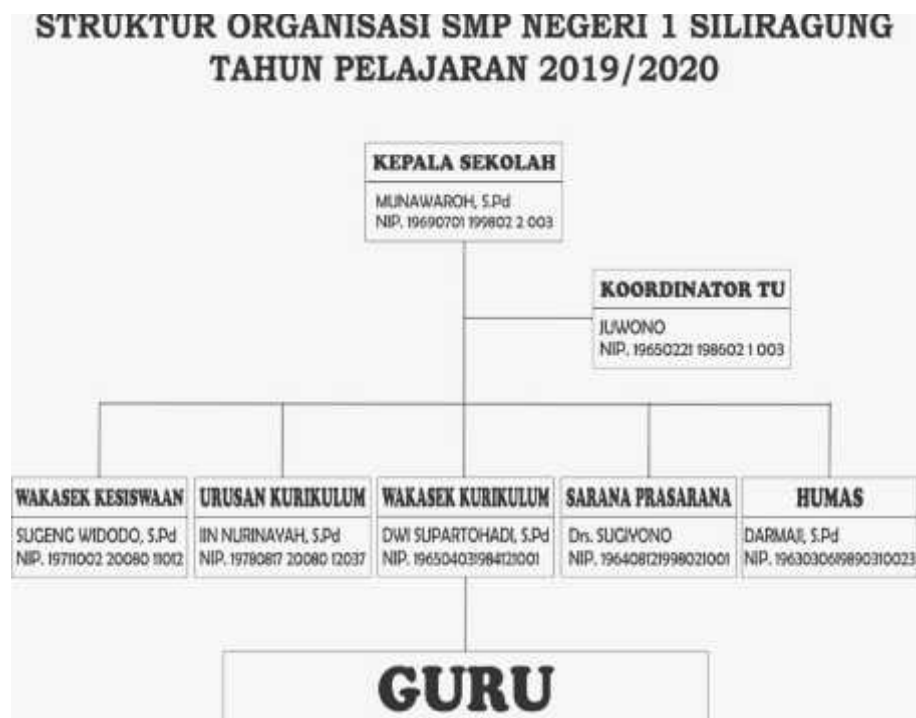 STRUKTUR ORGANISASI SMP NEGERI 1 SILIRAGUNG
TAHUN PELAJARAN 2019/2020
KEPALA SEKOLAH
MUNAWAROH, S.Pd
NIP. 19690701 199802 2 003
KOORDINATOR TU
JUWONO
NIP. 19650221 198602 1 003
WAKASEK KESISWAAN
SUGENG WIDODO, S.Pd
NIP. 19711002 20080 11012
URUSAN KURIKULUM
IIN NURINAYAH, S.Pd
NIP. 19780817 20080 12037
WAKASEK KURIKULUM
DWI SUPARTOHADI, S.Pd
NIP. 196504031984121001
SARANA PRASARANA
Drs. SUGIYONO
NIP. 196408121998021001
HUMAS
DARMAJI, S.Pd
NIP. 1963030619890310023
GURU